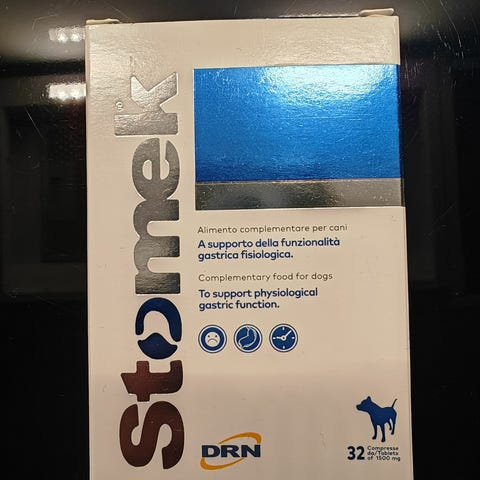 Stomek®
Alimento complementare per cani
A supporto della funzionalità
gastrica fisiologica.
Complementary food for dogs
To support physiological
gastric function.
DRN
32 Compresse
da/Tablets
of 1500 mg